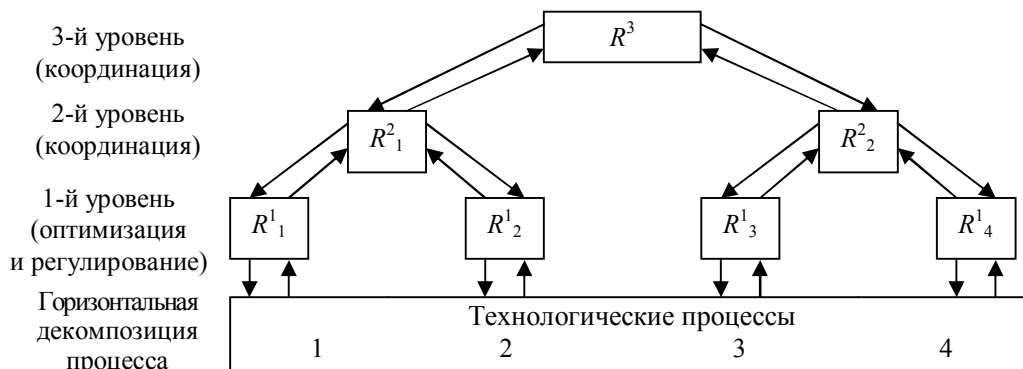 3-й уровень
(координация)
R³
2-й уровень
(координация)
R²₁
R²₂
1-й уровень
(оптимизация
и регулирование)
R¹₁
R¹₂
R¹₃
R¹₄
Горизонтальная
декомпозиция
процесса
Технологические процессы
1 2 3 4